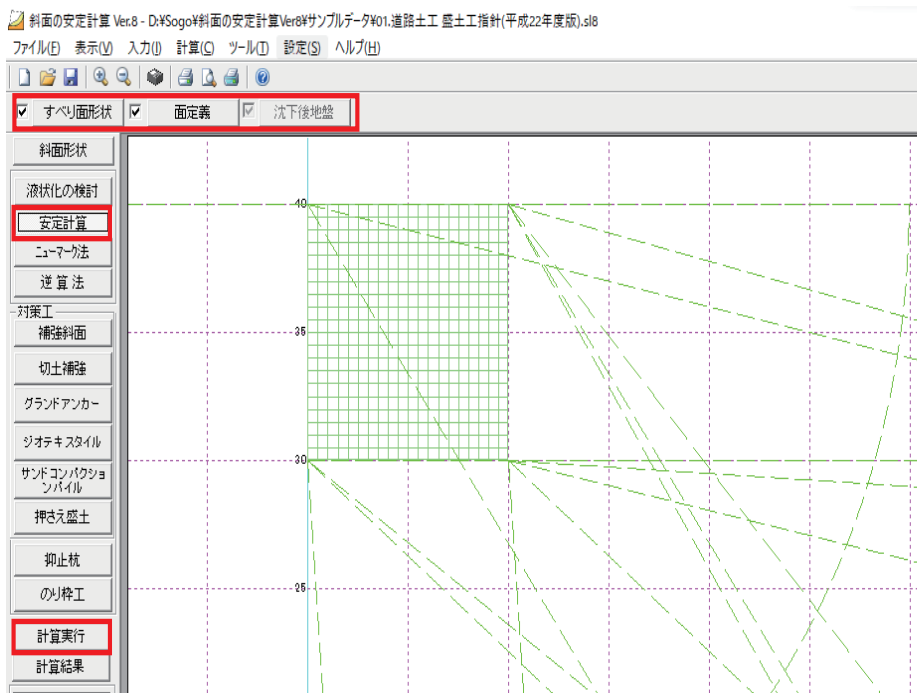 斜面の安定計算 Ver.8 - D:¥Sogo¥斜面の安定計算Ver8¥サンプルデータ¥01.道路土工 盛土工指針(平成22年度版).sl8
ファイル(F) 表示(V) 入力(I) 計算(C) ツール(T) 設定(S) ヘルプ(H)
すべり面形状 面定義 沈下後地盤
斜面形状
液状化の検討
安定計算
ニューマーク法
逆算法
対策工
補強斜面
切土補強
グランドアンカー
ジオテキスタイル
サンドコンパクショ
ンパイル
押さえ盛土
抑止杭
のり枠工
計算実行
計算結果
40
35
30
25